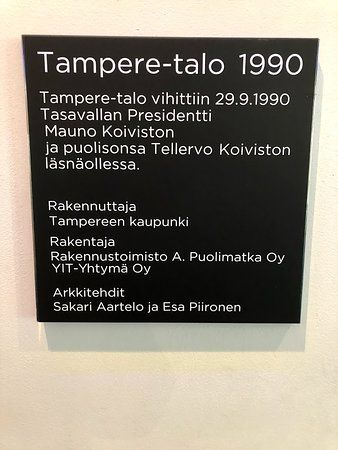 Tampere-talo 1990
Tampere-talo vihittiin 29.9.1990
Tasavallan Presidentti
Mauno Koiviston
ja puolisonsa Tellervo Koiviston
läsnäollessa.
Rakennuttaja
Tampereen kaupunki
Rakentaja
Rakennustoimisto A. Puolimatka Oy
YIT-Yhtymä Oy
Arkkitehdit
Sakari Aartelo ja Esa Piironen